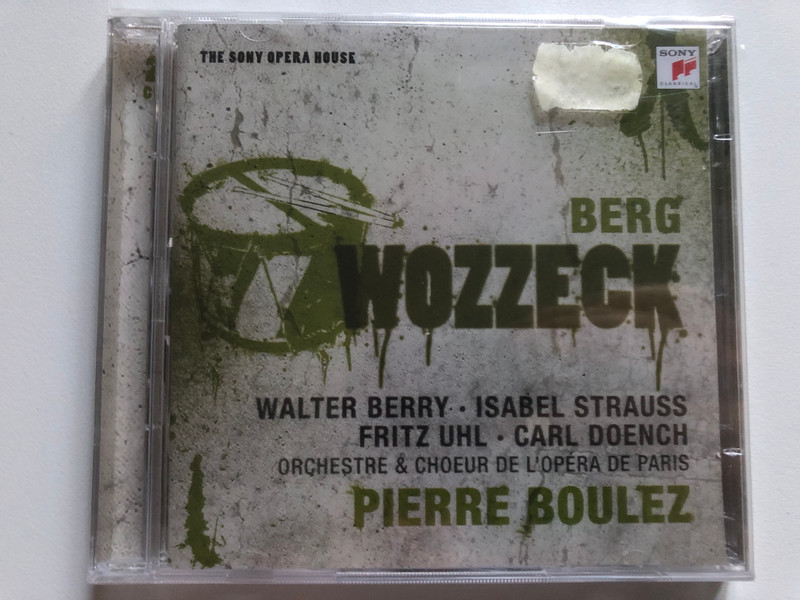 THE SONY OPERA HOUSE
SONY
CLASSICAL
BERG
WOZZECK
WALTER BERRY · ISABEL STRAUSS
FRITZ UHL · CARL DOENCH
ORCHESTRE & CHOEUR DE L'OPÉRA DE PARIS
PIERRE BOULEZ